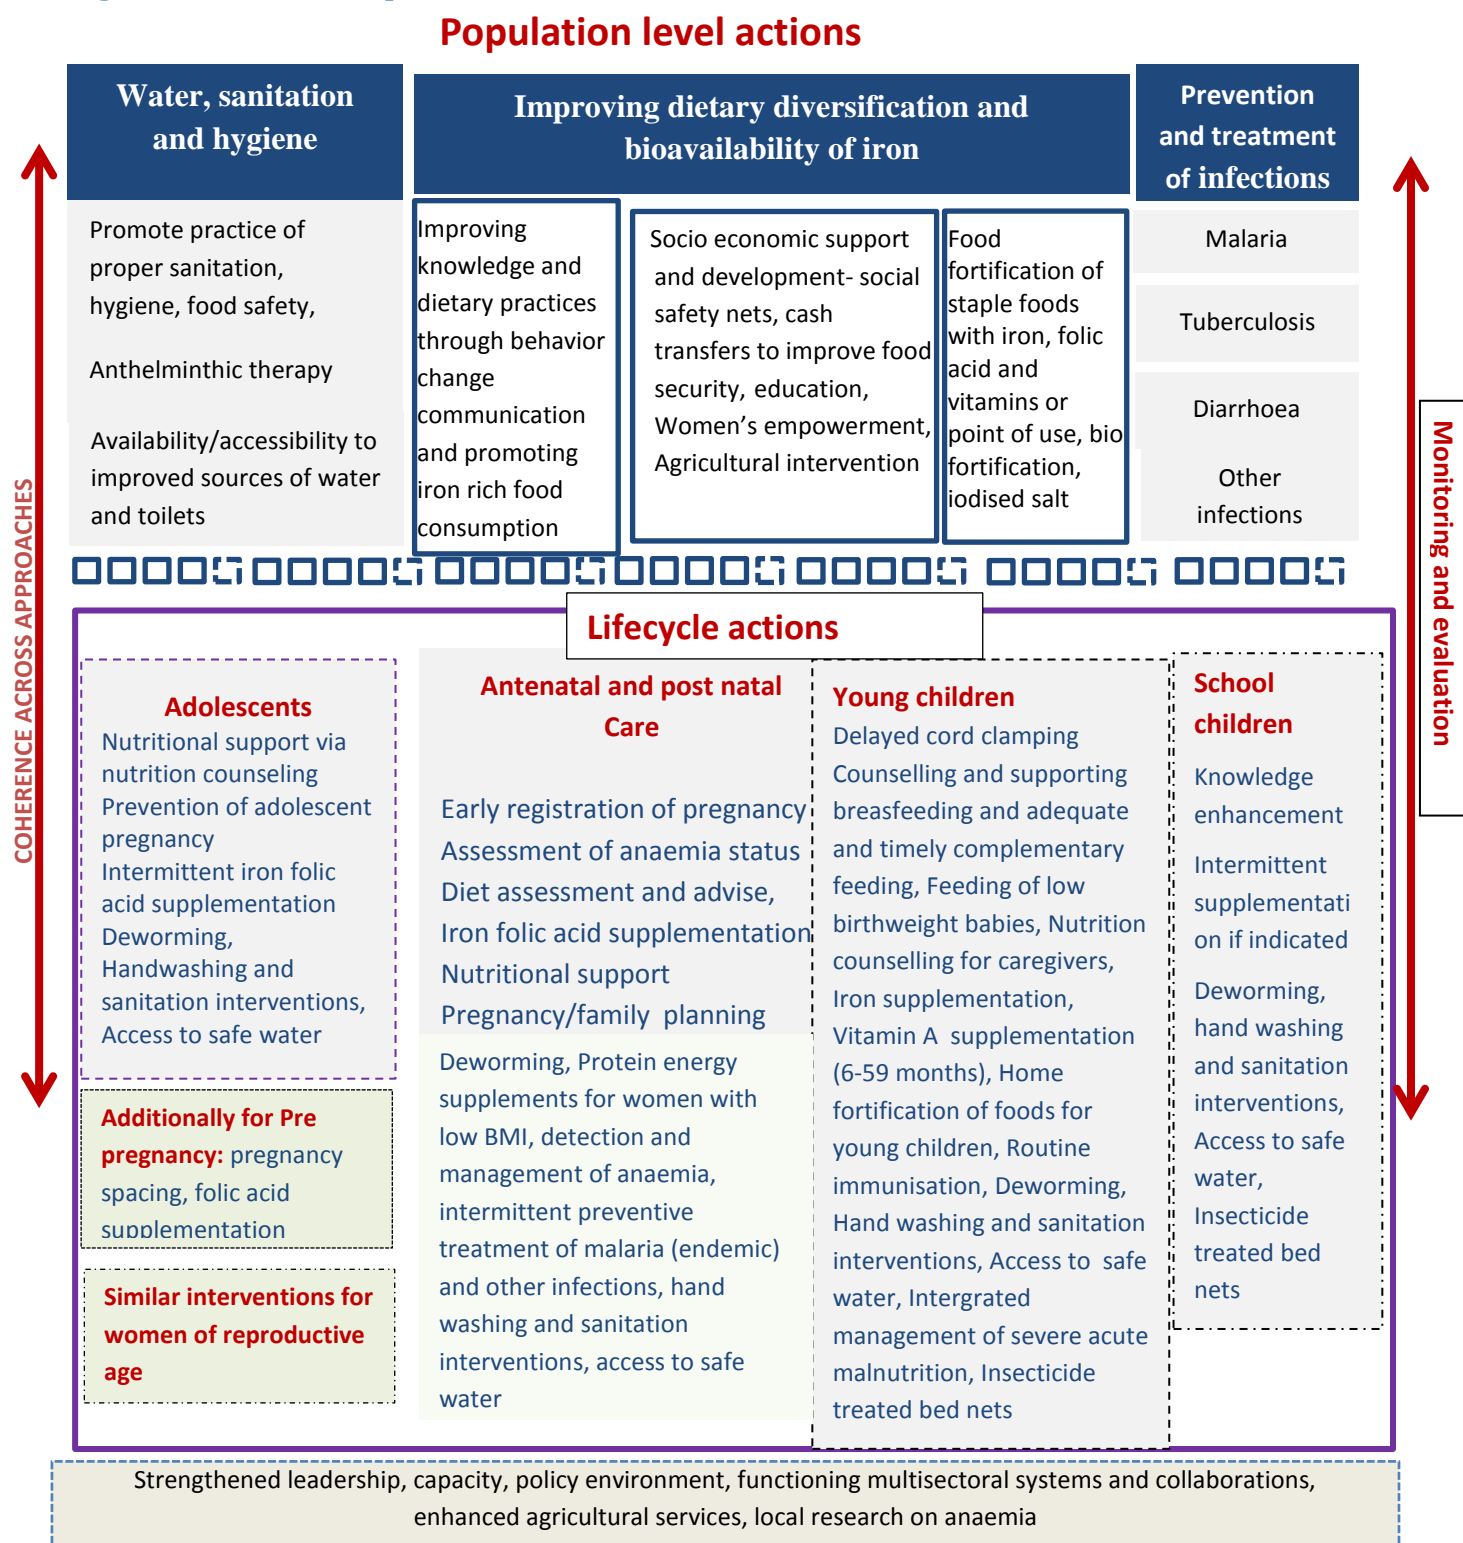 Population level actions
Water, sanitation
and hygiene
Improving dietary diversification and
bioavailability of iron
Prevention
and treatment
of infections
Promote practice of
proper sanitation,
hygiene, food safety,
Anthelminthic therapy
Availability/accessibility to
improved sources of water
and toilets
Improving
knowledge and
dietary practices
through behavior
change
communication
and promoting
iron rich food
consumption
Socio economic support
and development- social
safety nets, cash
transfers to improve food
security, education,
Women’s empowerment,
Agricultural intervention
Food
fortification of
staple foods
with iron, folic
acid and
vitamins or
point of use, bio
fortification,
iodised salt
Malaria
Tuberculosis
Diarrhoea
Other
infections
COHERENCE ACROSS APPROACHES
Monitoring and evaluation
Lifecycle actions
Adolescents
Nutritional support via
nutrition counseling
Prevention of adolescent
pregnancy
Intermittent iron folic
acid supplementation
Deworming,
Handwashing and
sanitation interventions,
Access to safe water
Additionally for Pre
pregnancy: pregnancy
spacing, folic acid
supplementation
Similar interventions for
women of reproductive
age
Antenatal and post natal
Care
Early registration of pregnancy
Assessment of anaemia status
Diet assessment and advise,
Iron folic acid supplementation
Nutritional support
Pregnancy/family planning
Deworming, Protein energy
supplements for women with
low BMI, detection and
management of anaemia,
intermittent preventive
treatment of malaria (endemic)
and other infections, hand
washing and sanitation
interventions, access to safe
water
Young children
Delayed cord clamping
Counselling and supporting
breasfeeding and adequate
and timely complementary
feeding, Feeding of low
birthweight babies, Nutrition
counselling for caregivers,
Iron supplementation,
Vitamin A supplementation
(6-59 months), Home
fortification of foods for
young children, Routine
immunisation, Deworming,
Hand washing and sanitation
interventions, Access to safe
water, Intergrated
management of severe acute
malnutrition, Insecticide
treated bed nets
School
children
Knowledge
enhancement
Intermittent
supplementati
on if indicated
Deworming,
hand washing
and sanitation
interventions,
Access to safe
water,
Insecticide
treated bed
nets
Strengthened leadership, capacity, policy environment, functioning multisectoral systems and collaborations,
enhanced agricultural services, local research on anaemia